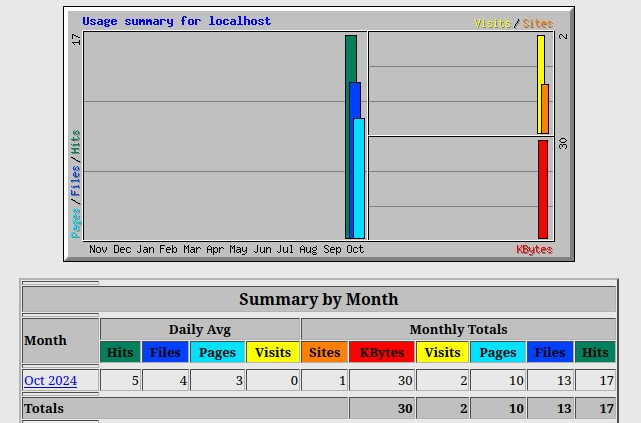 Usage summary for localhost
Visits / Sites
17
2
Pages / Files / Hits
30
Nov Dec Jan Feb Mar Apr May Jun Jul Aug Sep Oct
KBytes
Summary by Month
Month
Daily Avg
Monthly Totals
Hits Files Pages Visits Sites KBytes Visits Pages Files Hits
Oct 2024 5 4 3 0 1 30 2 10 13 17
Totals 30 2 10 13 17